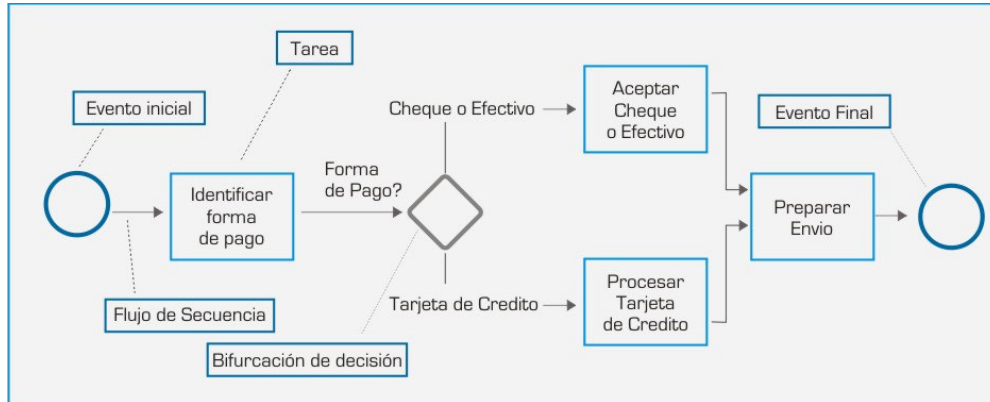 Tarea
Evento inicial
Identificar
forma
de pago
Flujo de Secuencia
Forma
de Pago?
Bifurcación de decisión
Cheque o Efectivo
Tarjeta de Credito
Aceptar
Cheque
o Efectivo
Procesar
Tarjeta
de Credito
Preparar
Envio
Evento Final